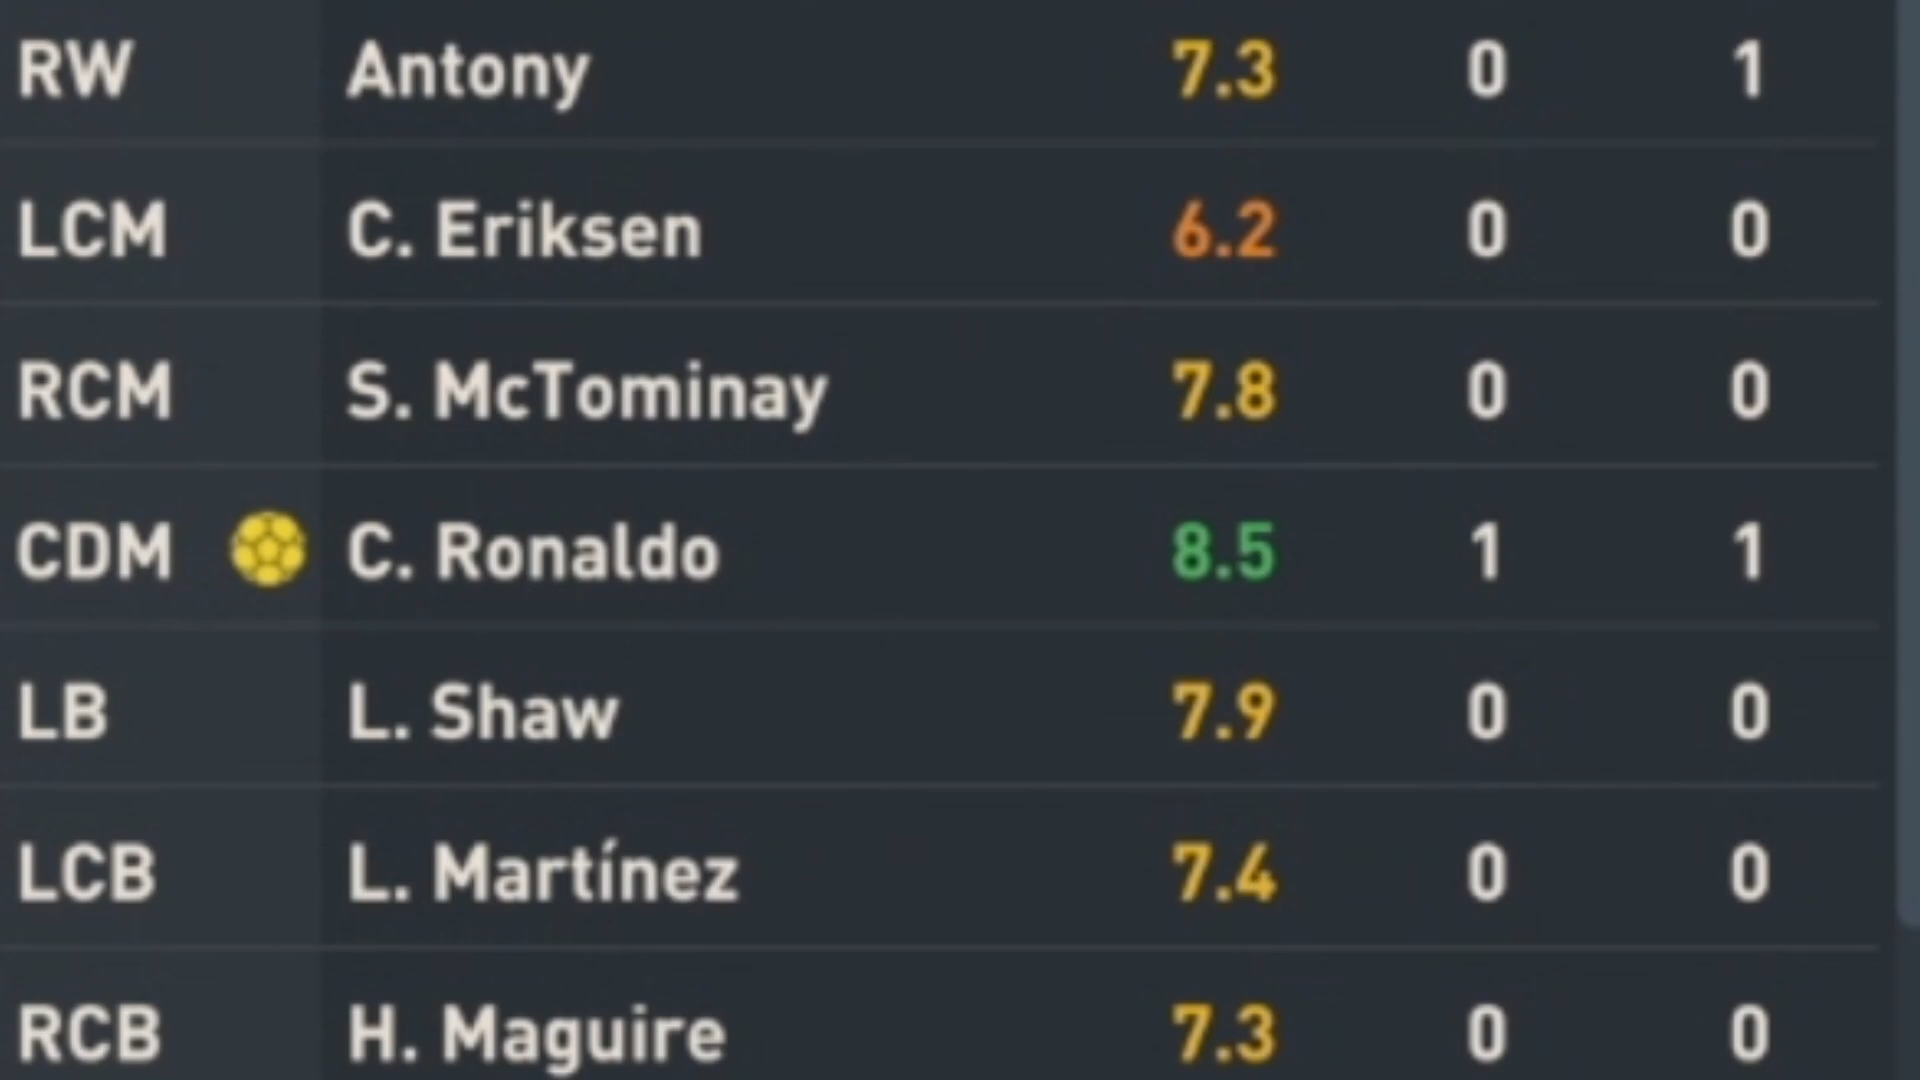 RW Antony 7.3 0 1
LCM C. Eriksen 6.2 0 0
RCM S. McTominay 7.8 0 0
CDM C. Ronaldo 8.5 1 1
LB L. Shaw 7.9 0 0
LCB L. Martínez 7.4 0 0
RCB H. Maguire 7.3 0 0